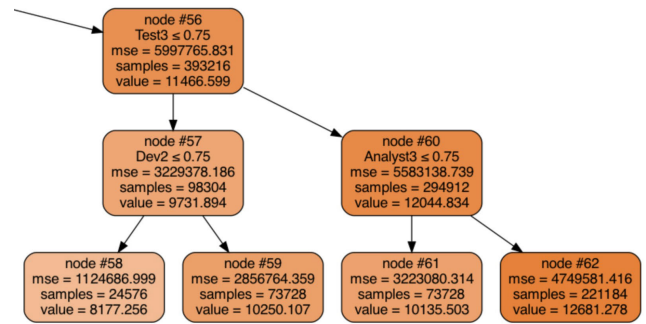 node #56
Test3 ≤ 0.75
mse = 5997765.831
samples = 393216
value = 11466.599
node #57
Dev2 ≤ 0.75
mse = 3229378.186
samples = 98304
value = 9731.894
node #60
Analyst3 ≤ 0.75
mse = 5583138.739
samples = 294912
value = 12044.834
node #58
mse = 1124686.999
samples = 24576
value = 8177.256
node #59
mse = 2856764.359
samples = 73728
value = 10250.107
node #61
mse = 3223080.314
samples = 73728
value = 10135.503
node #62
mse = 4749581.416
samples = 221184
value = 12681.278